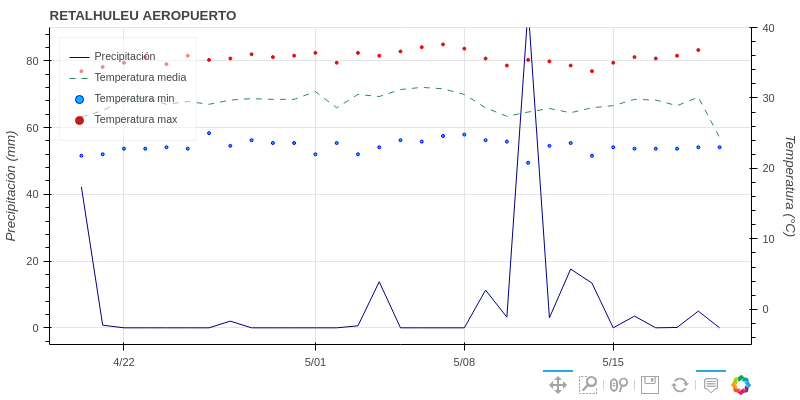 RETALHULEU AEROPUERTO
Precipitación
Temperatura media
Temperatura min
Temperatura max
Precipitación (mm)
80
60
40
20
0
Temperatura (°C)
40
30
20
10
0
4/22
5/01
5/08
5/15